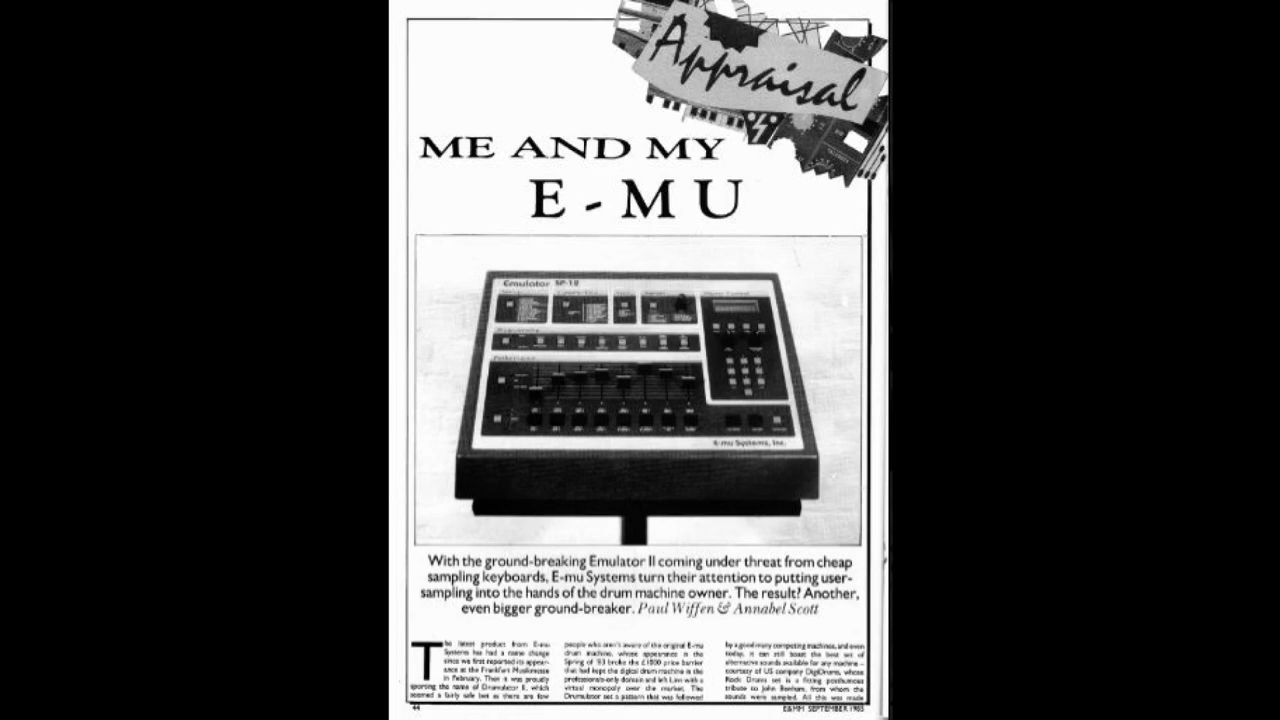 Appraisal
ME AND MY
E-MU
Emulator SP-12
E-mu Systems, Inc.
With the ground-breaking Emulator II coming under threat from cheap
sampling keyboards, E-mu Systems turn their attention to putting user-
sampling into the hands of the drum machine owner. The result? Another,
even bigger ground-breaker. Paul Wiffen & Annabel Scott
The latest product from E-mu
Systems has had a name change
since we first reported its appear-
ance at the Frankfurt Musikmesse
in February. Then it was proudly
sporting the name of Drumulator II, which
seemed a fairly safe bet as there are few
people who aren't aware of the original E-mu
drum machine, whose appearance in the
Spring of '83 broke the £1000 price barrier
that had kept the digital drum machine in the
professionals-only domain and left Linn with a
virtual monopoly over the market. The
Drumulator set a pattern that was followed
by a good many competing machines, and even
today, it can still boast the best set of
alternative sounds available for any machine –
courtesy of US company DigiDrums, whose
Rock Drums set is a fitting posthumous
tribute to John Bonham, from whom the
sounds were sampled. All this was made
44
E&MM SEPTEMBER 1985